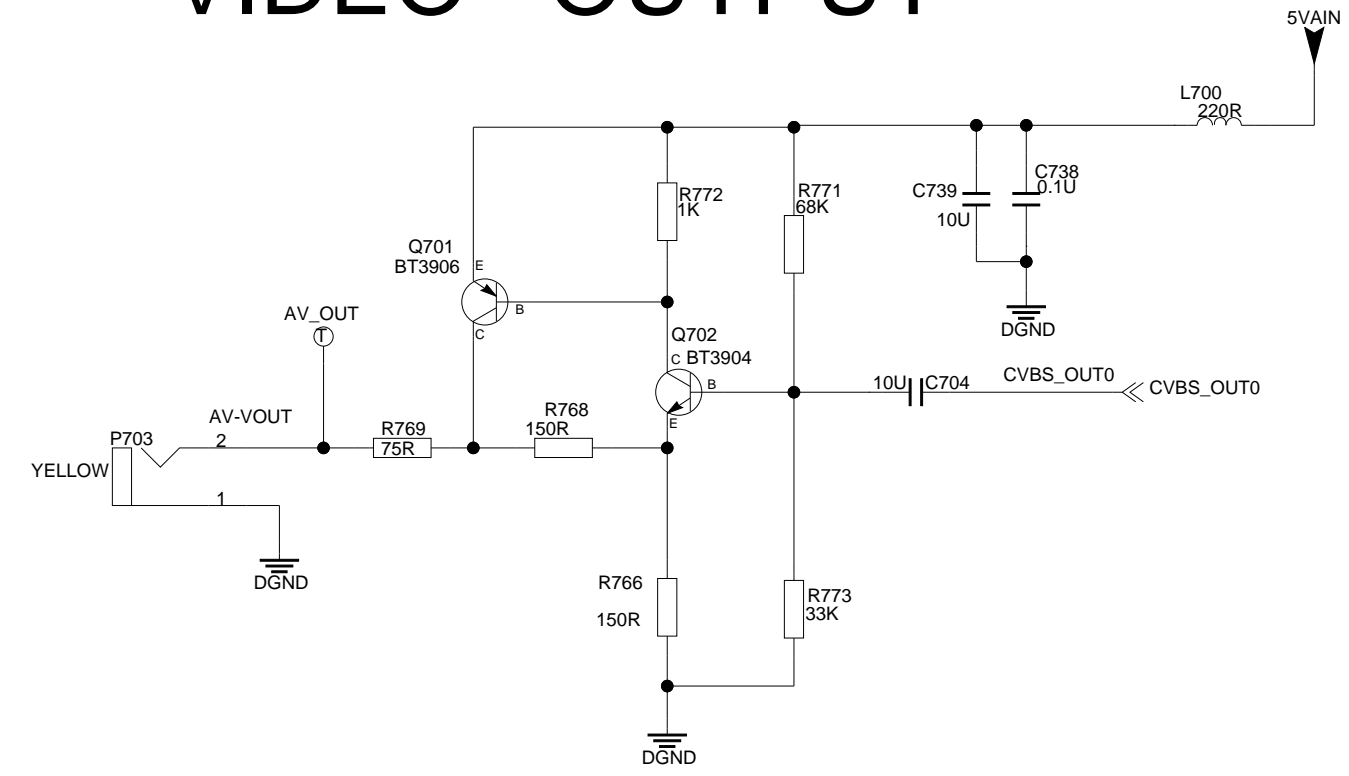 VIDEO OUTPUT
5VAIN
L700
220R
C739
10U
C738
0.1U
DGND
R772
1K
R771
68K
Q701
BT3906
E
B
C
AV_OUT
T
Q702
C BT3904
B
E
10U C704
CVBS_OUT0
CVBS_OUT0
AV-VOUT
P703
2
YELLOW
1
DGND
R769
75R
R768
150R
R766
150R
R773
33K
DGND